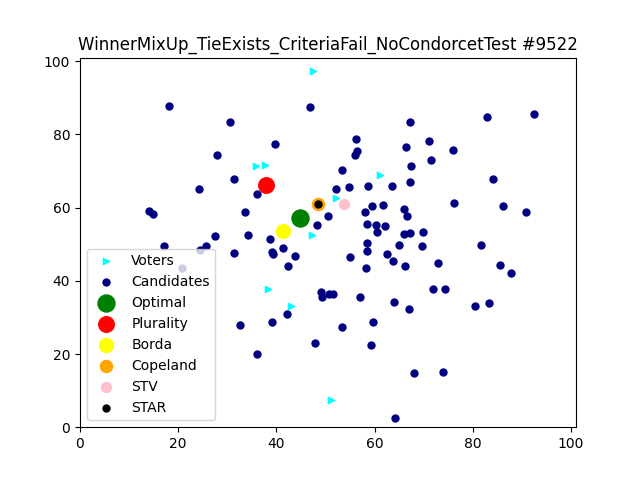 WinnerMixUp_TieExists_CriteriaFail_NoCondorcetTest #9522
100
80
60
40
20
0
Voters
Candidates
Optimal
Plurality
Borda
Copeland
STV
STAR
0 20 40 60 80 100